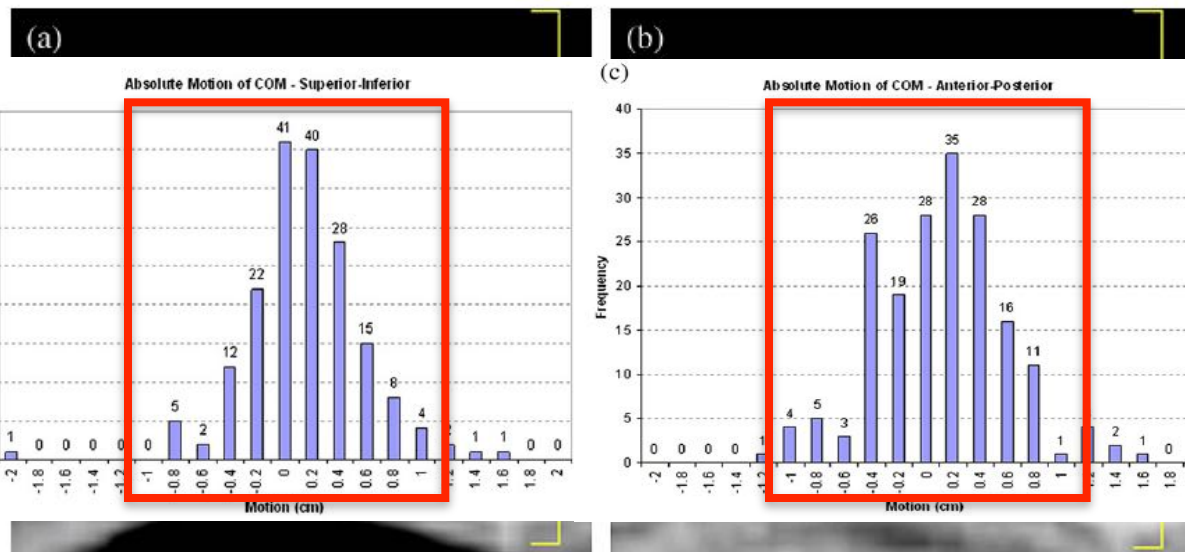 (a)
Absolute Motion of COM - Superior-Inferior
1 0 0 0 0 0 5 2 12 22 41 40 28 15 8 4 2 1 1 0 0
-2 -1.8 -1.6 -1.4 -1.2 -1 -0.8 -0.6 -0.4 -0.2 0 0.2 0.4 0.6 0.8 1 1.2 1.4 1.6 1.8 2
Motion (cm)
(b)
(c)
Absolute Motion of COM - Anterior-Posterior
Frequency
40
35
30
25
20
15
10
5
0
0 0 0 0 1 4 5 3 26 19 28 35 28 16 11 1 4 2 1 0
-2 -1.8 -1.6 -1.4 -1.2 -1 -0.8 -0.6 -0.4 -0.2 0 0.2 0.4 0.6 0.8 1 1.2 1.4 1.6 1.8
Motion (cm)